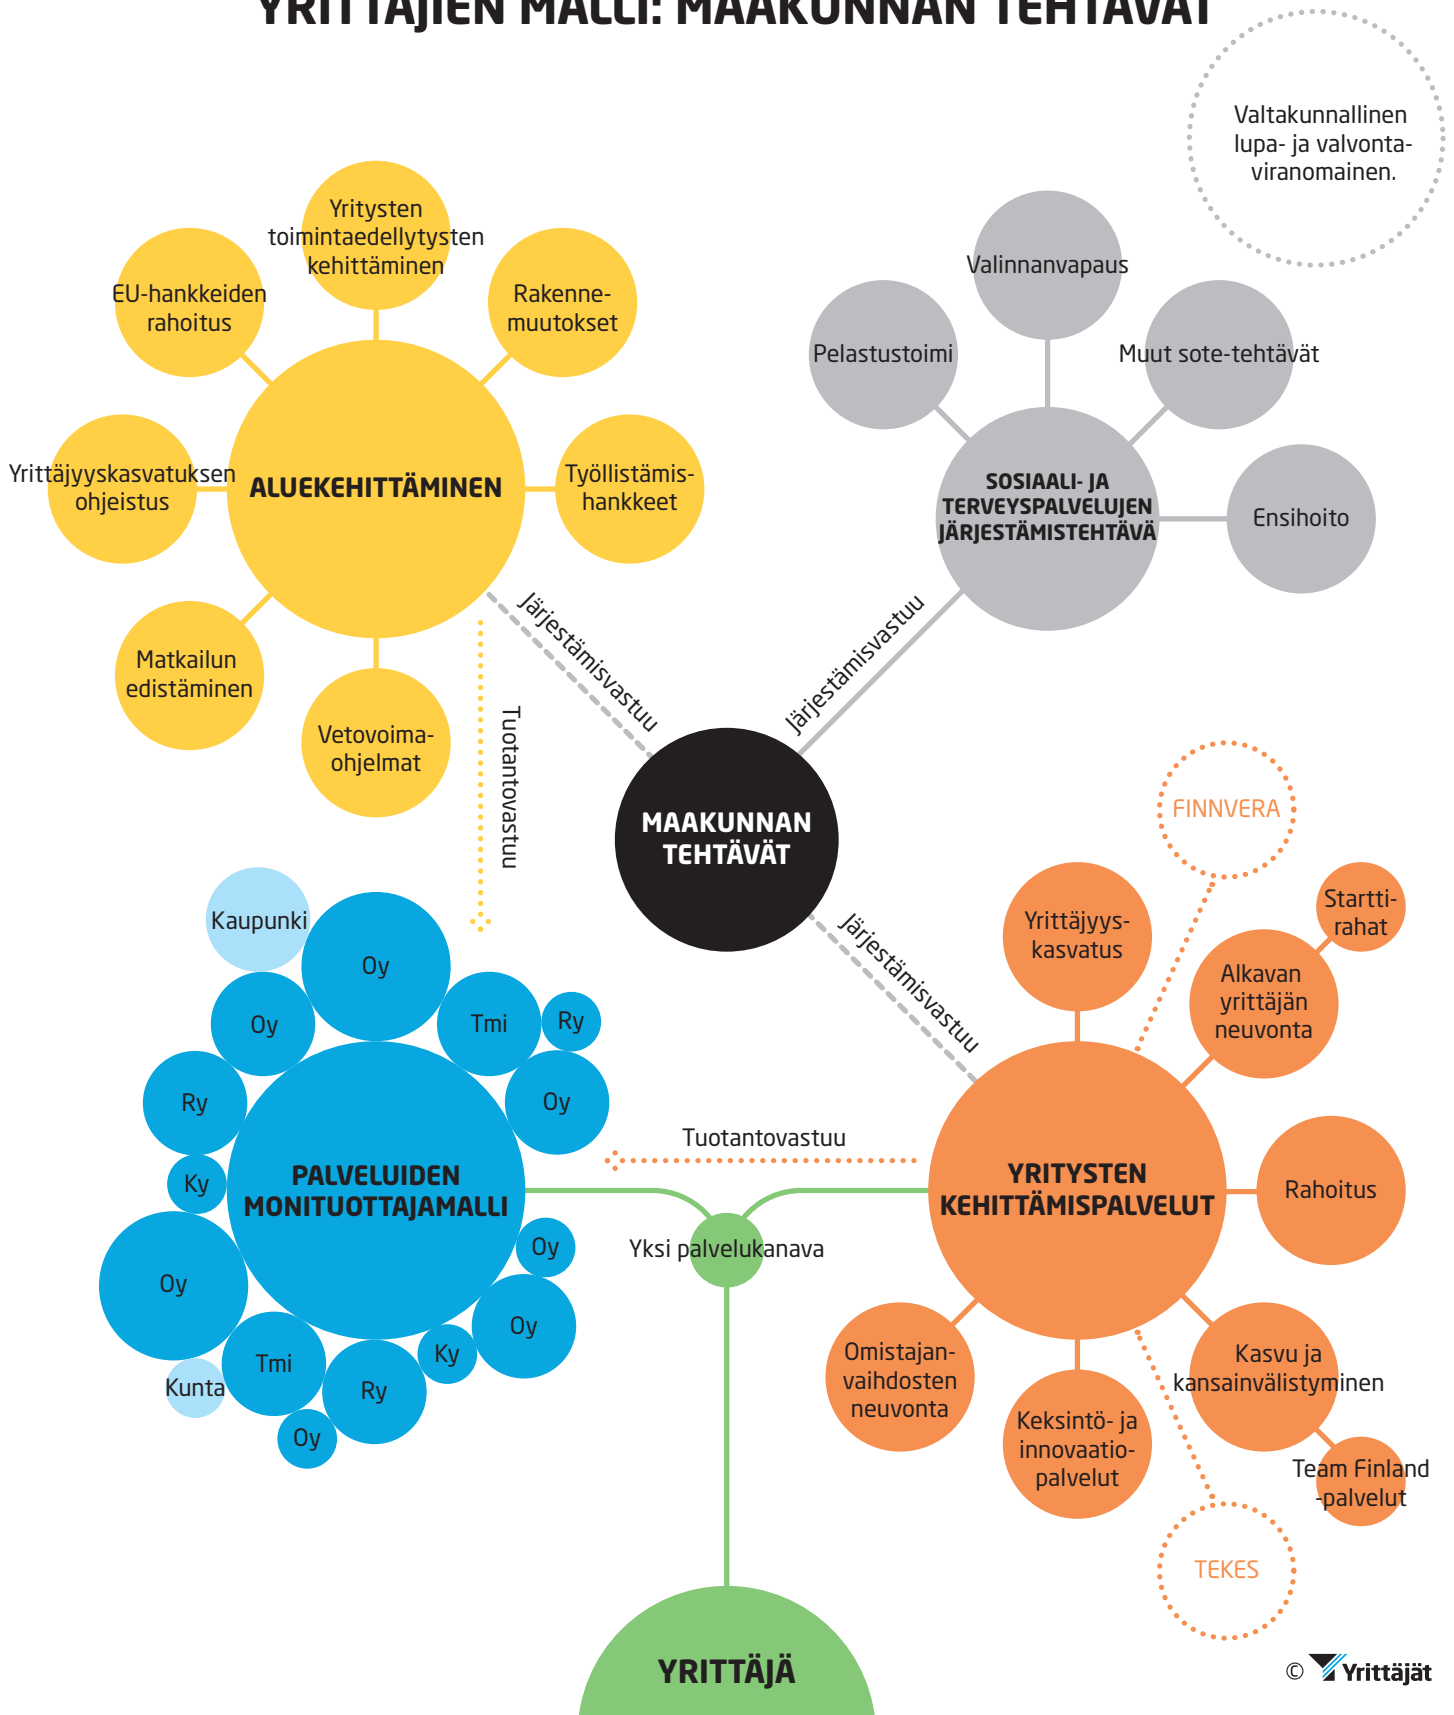 YRITTÄJIEN MALLI: MAAKUNNAN TEHTÄVÄT
Valtakunnallinen
lupa- ja valvonta-
viranomainen.
Yritysten
toimintaedellytysten
kehittäminen
EU-hankkeiden
rahoitus
Rakenne-
muutokset
Yrittäjyyskasvatuksen
ohjeistus
ALUEKEHITTÄMINEN
Työllistämis-
hankkeet
Matkailun
edistäminen
Vetovoima-
ohjelmat
Valinnanvapaus
Pelastustoimi
Muut sote-tehtävät
SOSIAALI- JA
TERVEYSPALVELUJEN
JÄRJESTÄMISTEHTÄVÄ
Ensihoito
Järjestämisvastuu
Järjestämisvastuu
Tuotantovastuu
MAAKUNNAN
TEHTÄVÄT
Järjestämisvastuu
FINNVERA
Yrittäjyys-
kasvatus
Startti-
rahat
Alkavan
yrittäjän
neuvonta
Kaupunki
Oy
Oy
Tmi
Ry
Oy
Ry
Ky
PALVELUIDEN
MONITUOTTAJAMALLI
Oy
Oy
Oy
Ky
Tmi
Kunta
Ry
Oy
Tuotantovastuu
Yksi palvelukanava
YRITYSTEN
KEHITTÄMISPALVELUT
Rahoitus
Omistajan-
vaihdosten
neuvonta
Keksintö- ja
innovaatio-
palvelut
Kasvu ja
kansainvälistyminen
Team Finland
-palvelut
TEKES
YRITTÄJÄ
© Yrittäjät